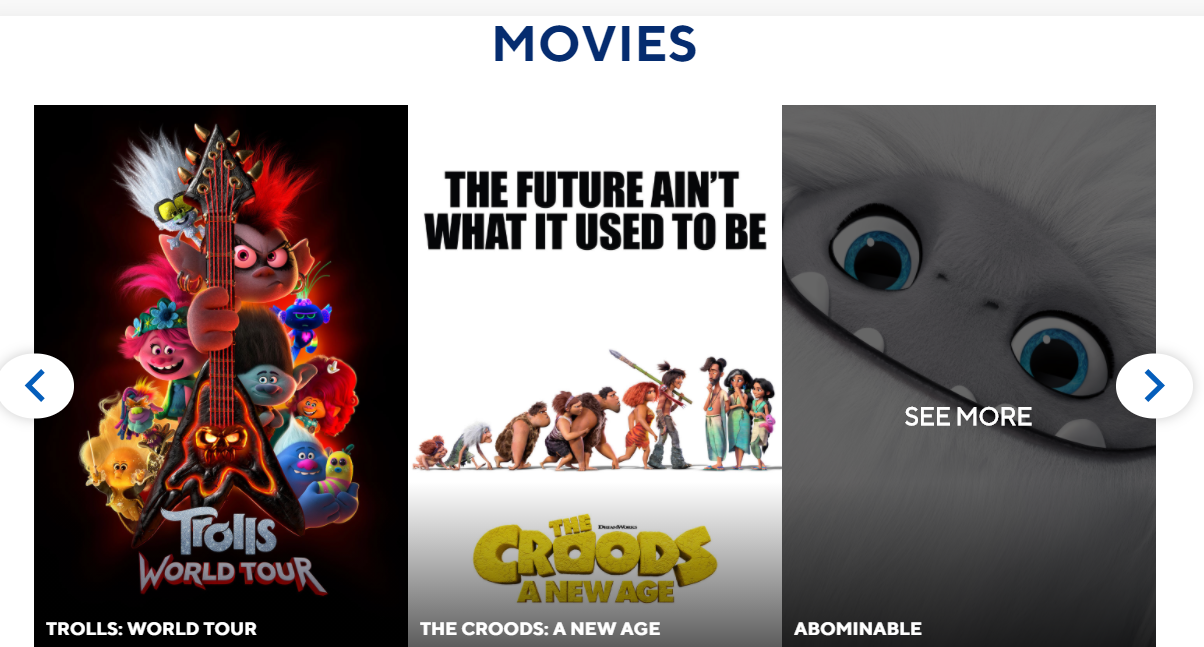 MOVIES
THE FUTURE AIN'T
WHAT IT USED TO BE
SEE MORE
Trolls
WORLD TOUR
THE
DREAMWORKS
CROODS
A NEW AGE
TROLLS: WORLD TOUR
THE CROODS: A NEW AGE
ABOMINABLE